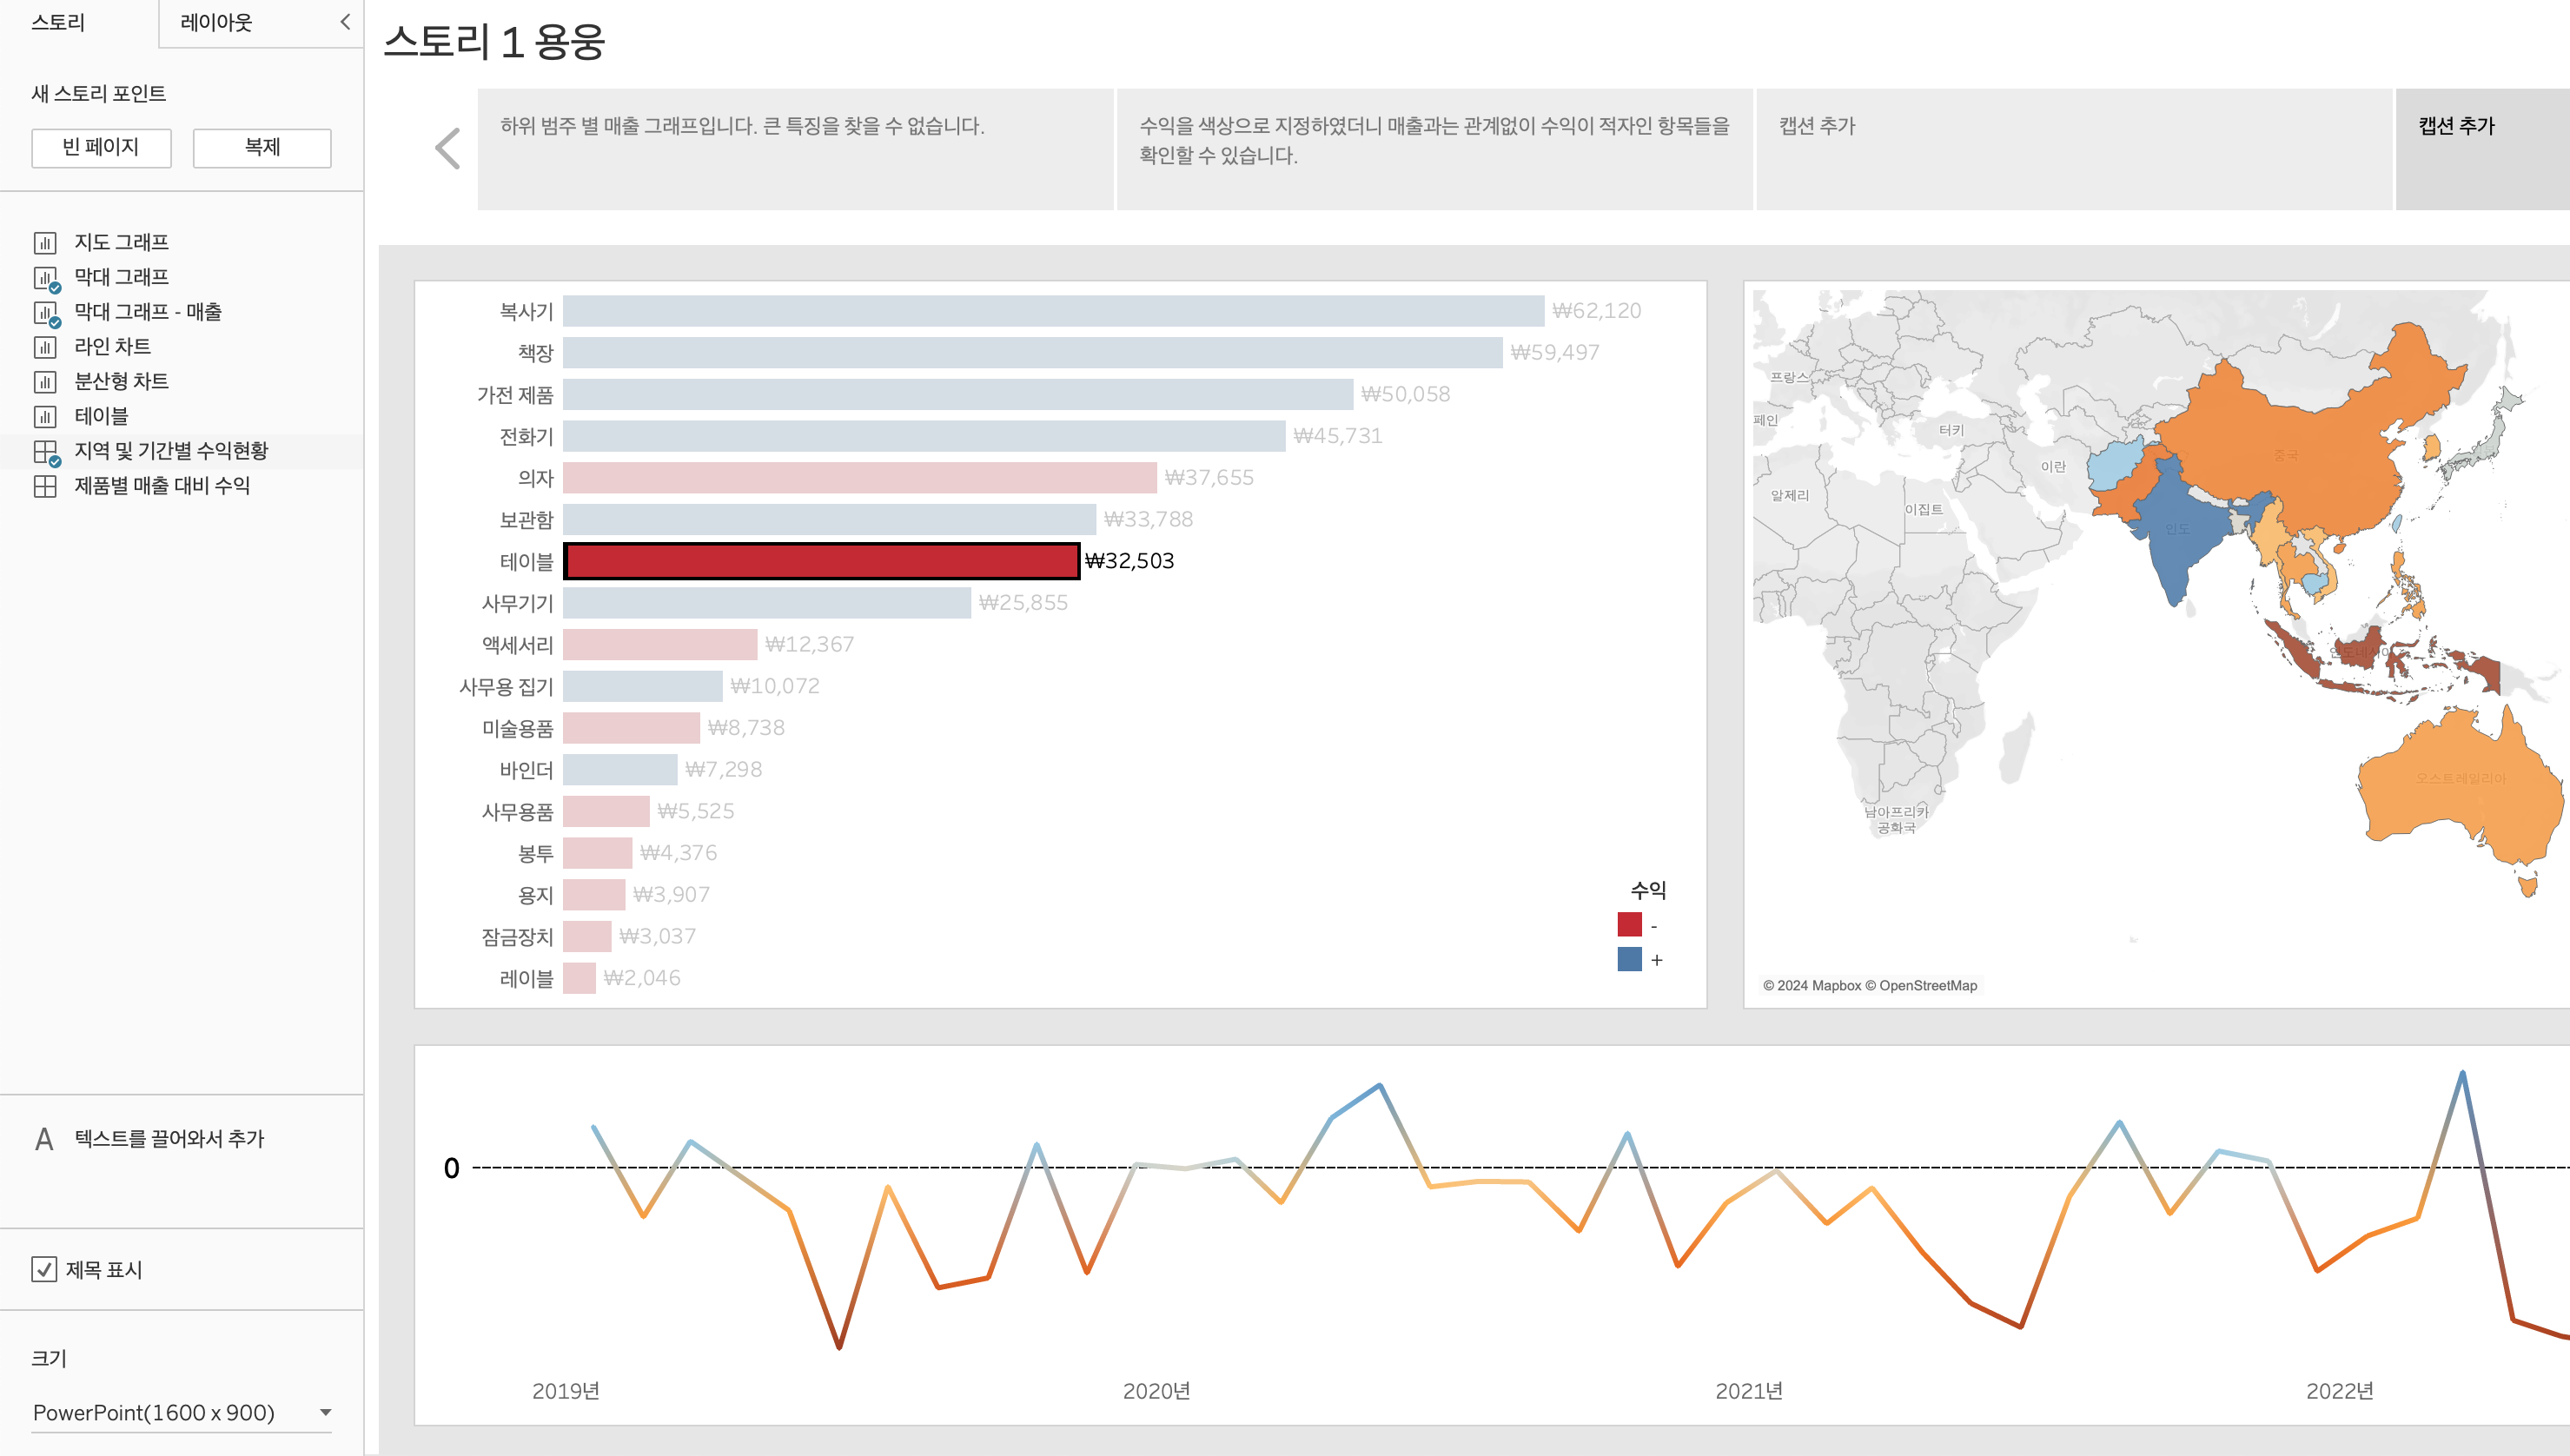 스토리
레이아웃
새 스토리 포인트
빈 페이지
복제
지도 그래프
막대 그래프
막대 그래프 - 매출
라인 차트
분산형 차트
테이블
지역 및 기간별 수익현황
제품별 매출 대비 수익
A 텍스트를 끌어와서 추가
제목 표시
크기
PowerPoint(1600 x 900)
스토리 1 용웅
하위 범주 별 매출 그래프입니다. 큰 특징을 찾을 수 없습니다.
수익을 색상으로 지정하였더니 매출과는 관계없이 수익이 적자인 항목들을
확인할 수 있습니다.
캡션 추가
캡션 추가
복사기 ₩62,120
책장 ₩59,497
가전 제품 ₩50,058
전화기 ₩45,731
의자 ₩37,655
보관함 ₩33,788
테이블 ₩32,503
사무기기 ₩25,855
액세서리 ₩12,367
사무용 집기 ₩10,072
미술용품 ₩8,738
바인더 ₩7,298
사무용품 ₩5,525
봉투 ₩4,376
용지 ₩3,907
잠금장치 ₩3,037
레이블 ₩2,046
수익
-
+
프랑스
페인
터키
이란
알제리
이집트
중국
인도
인도네시아
오스트레일리아
남아프리카
공화국
© 2024 Mapbox © OpenStreetMap
0
2019년
2020년
2021년
2022년